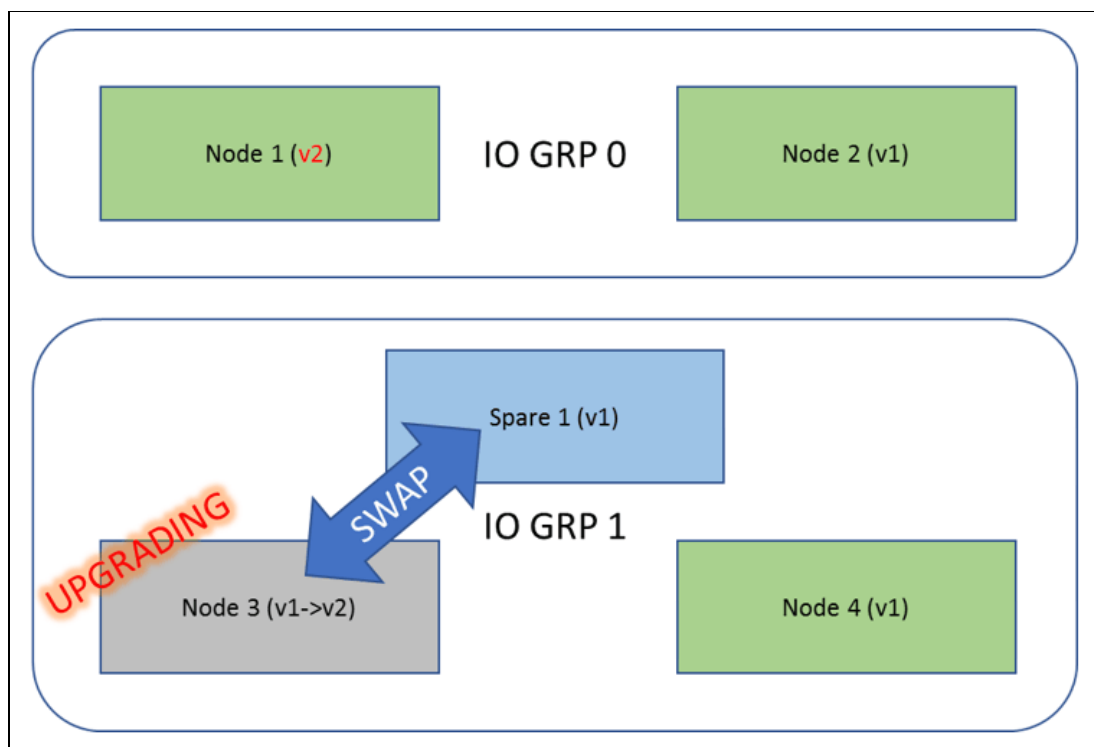 Node 1 (v2)
IO GRP 0
Node 2 (v1)
Spare 1 (v1)
SWAP
UPGRADING
IO GRP 1
Node 3 (v1->v2)
Node 4 (v1)